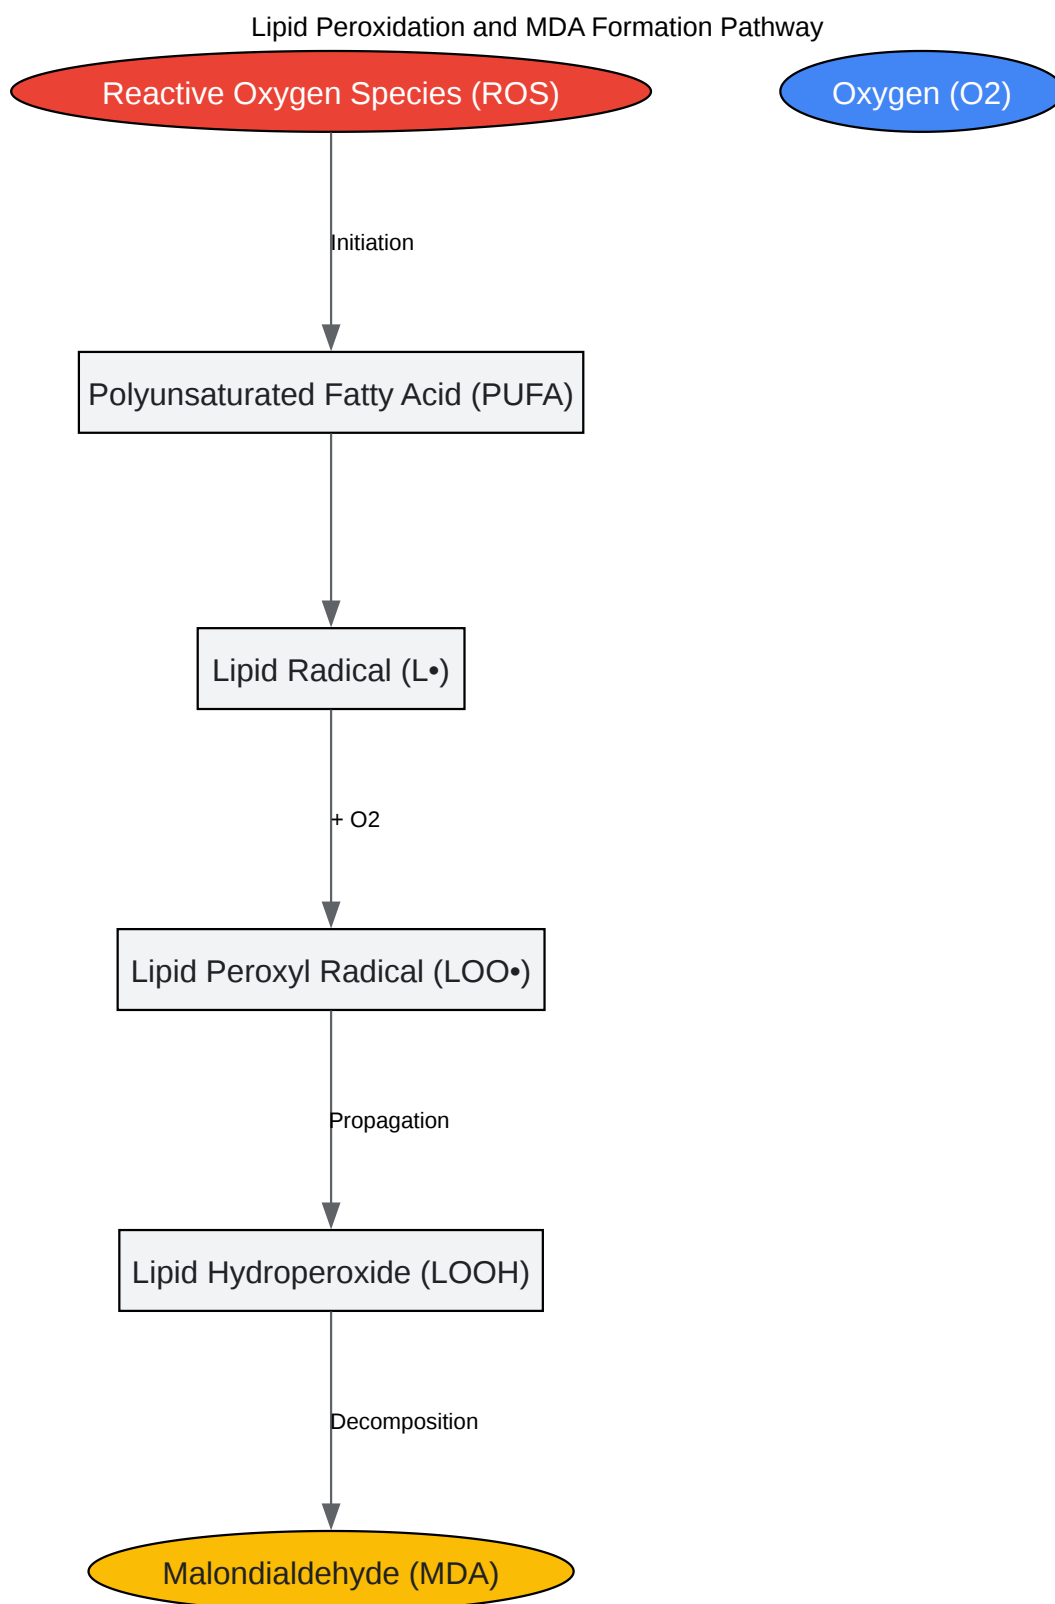 Lipid Peroxidation and MDA Formation Pathway
Reactive Oxygen Species (ROS)
Oxygen (O2)
Initiation
Polyunsaturated Fatty Acid (PUFA)
Lipid Radical (L•)
+ O2
Lipid Peroxyl Radical (LOO•)
Propagation
Lipid Hydroperoxide (LOOH)
Decomposition
Malondialdehyde (MDA)